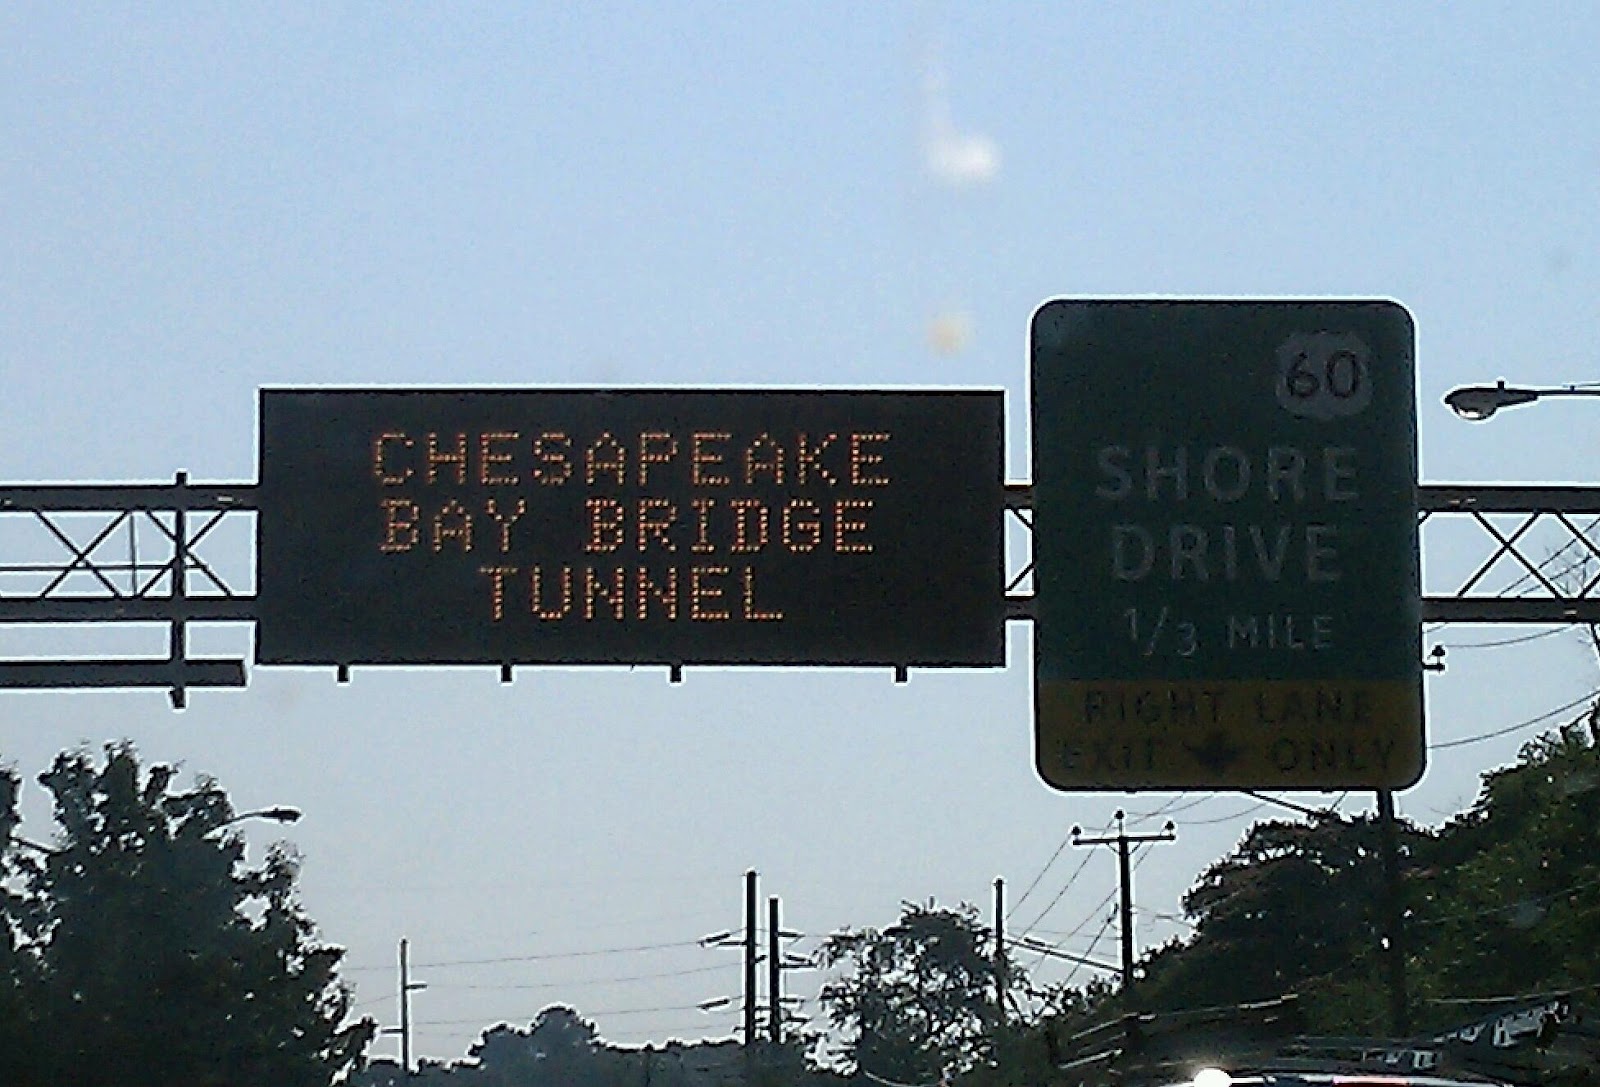 CHESAPEAKE
BAY BRIDGE
TUNNEL
60
SHORE
DRIVE
1/3 MILE
RIGHT LANE
EXIT ONLY